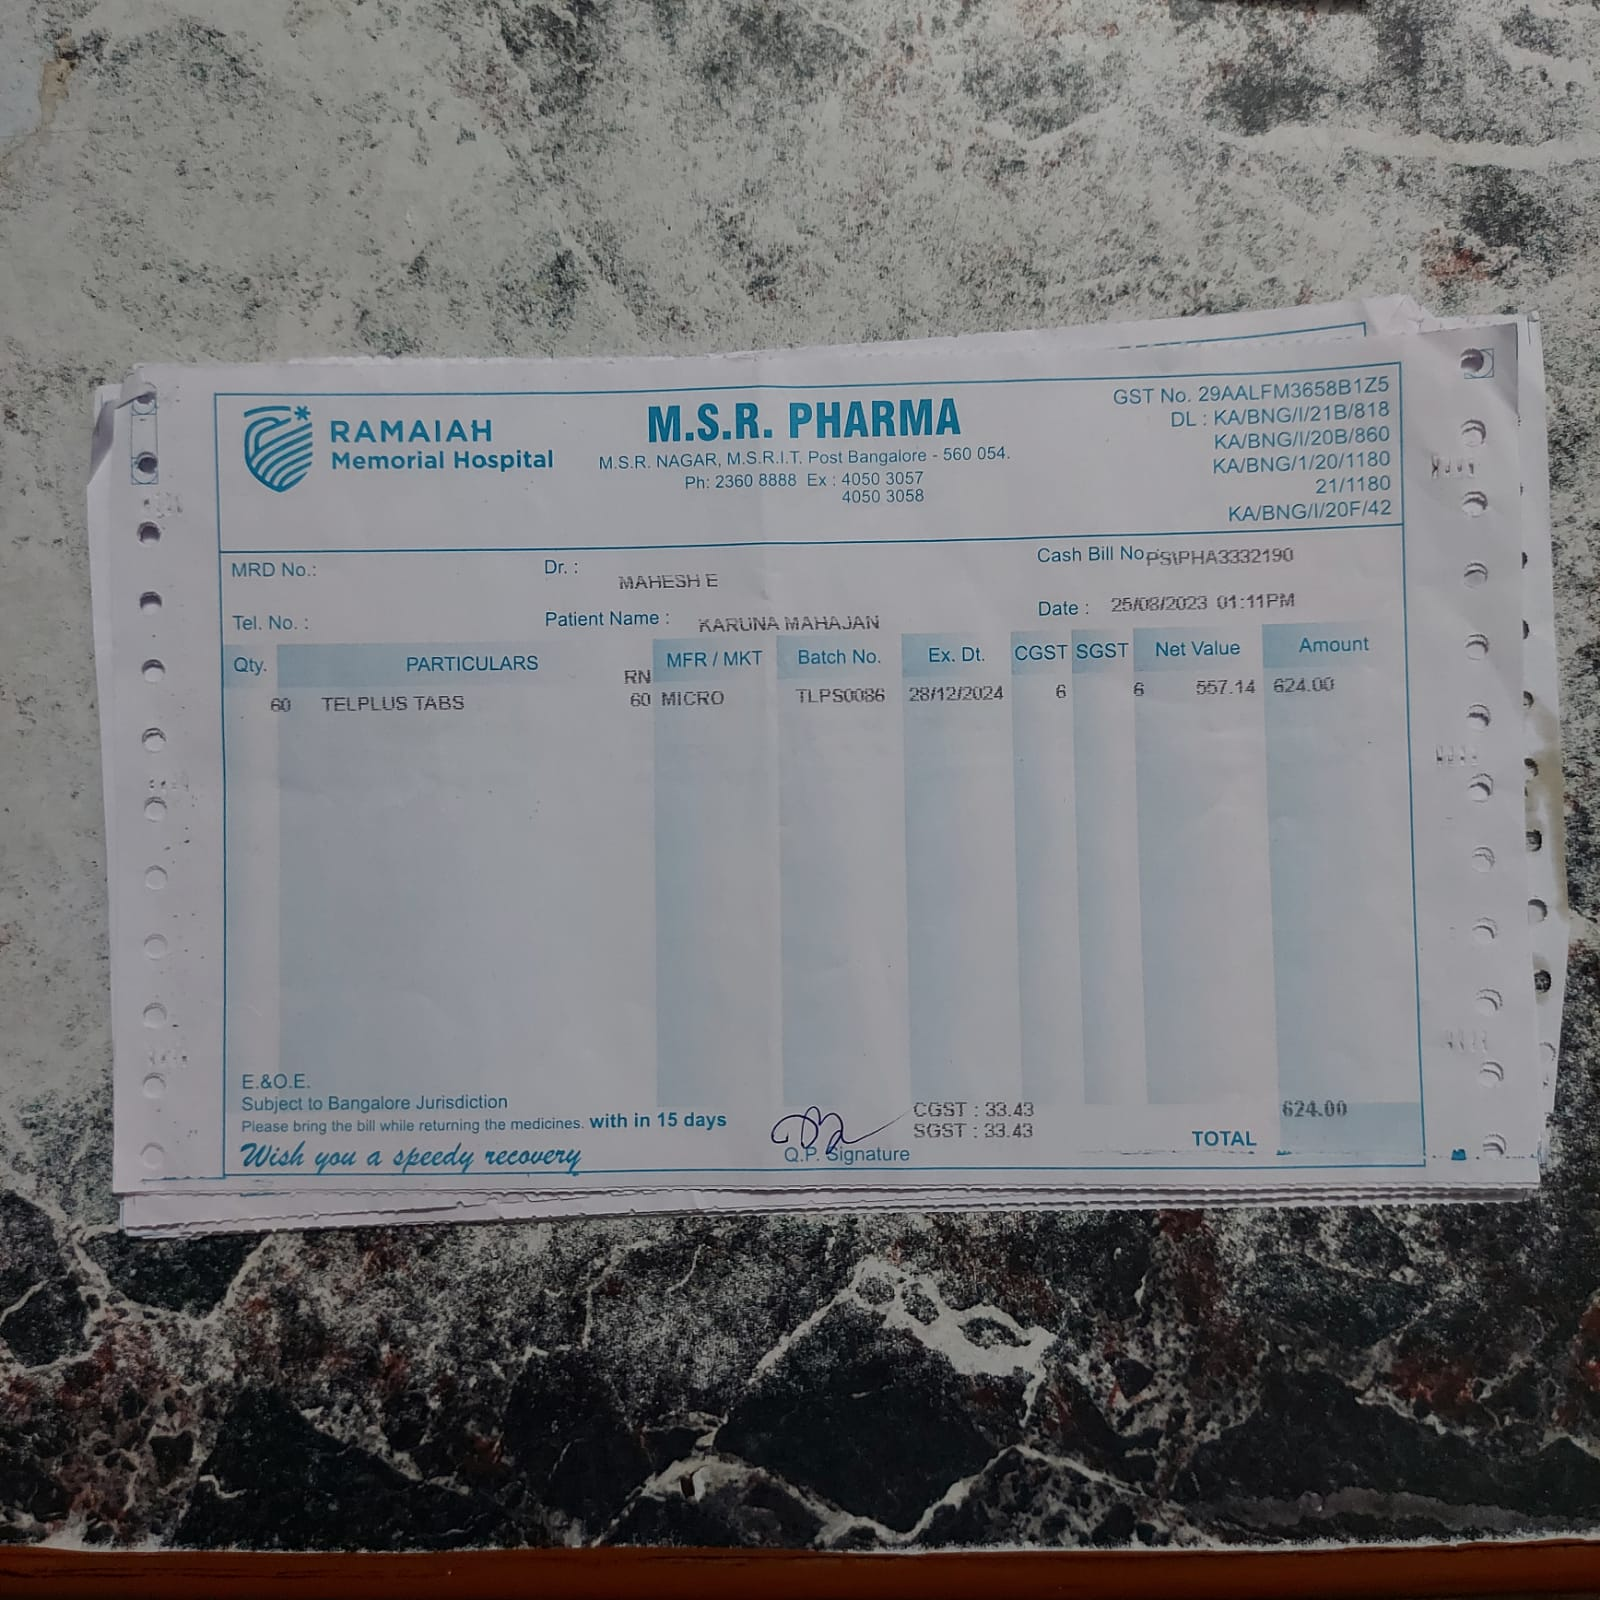 RAMAIAH
Memorial Hospital
M.S.R. PHARMA
M.S.R. NAGAR, M.S.R.I.T. Post Bangalore - 560 054.
Ph: 2360 8888 Ex : 4050 3057
4050 3058
GST No. 29AALFM3658B1Z5
DL : KA/BNG/I/21B/818
KA/BNG/I/20B/860
KA/BNG/1/20/1180
21/1180
KA/BNG/I/20F/42
MRD No.: Dr. : MAHESH E Cash Bill No PS\PHA3332190
Tel. No. : Patient Name : KARUNA MAHAJAN Date : 25/08/2023 01:11PM
Qty. PARTICULARS RN MFR / MKT Batch No. Ex. Dt. CGST SGST Net Value Amount
60 TELPLUS TABS 60 MICRO TLPS0086 28/12/2024 6 6 557.14 624.00
E.&O.E.
Subject to Bangalore Jurisdiction
Please bring the bill while returning the medicines. with in 15 days
Wish you a speedy recovery
Q.P. Signature
CGST : 33.43
SGST : 33.43
TOTAL 624.00